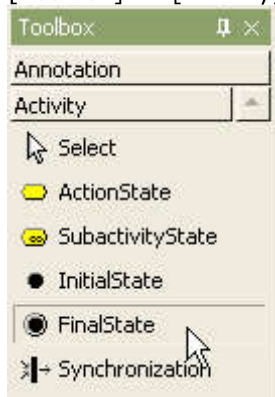 Toolbox
Annotation
Activity
Select
ActionState
SubactivityState
InitialState
FinalState
Synchronization